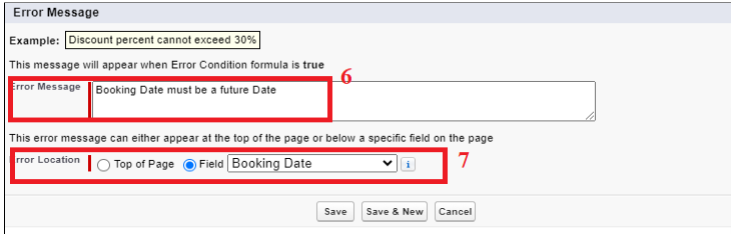 Error Message
Example: Discount percent cannot exceed 30%
This message will appear when Error Condition formula is true
6
Error Message Booking Date must be a future Date
This error message can either appear at the top of the page or below a specific field on the page
Error Location Top of Page Field Booking Date i 7
Save Save & New Cancel